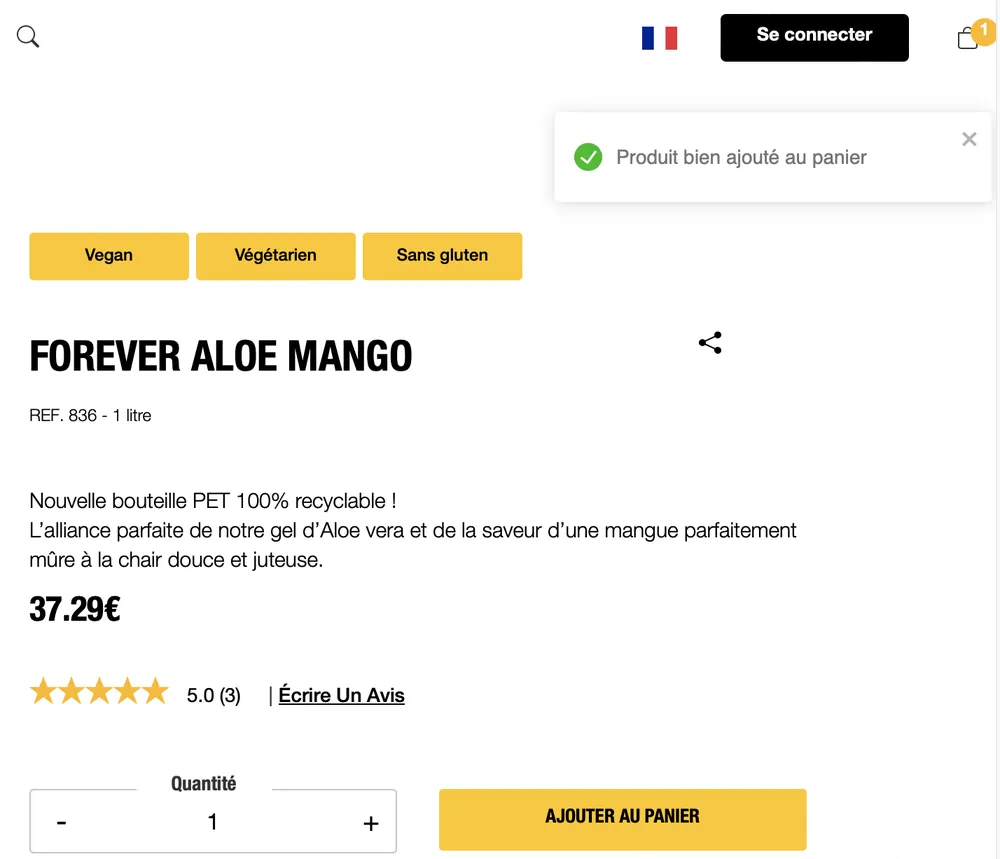 Se connecter
1
Produit bien ajouté au panier
Vegan
Végétarien
Sans gluten
FOREVER ALOE MANGO
REF. 836 - 1 litre
Nouvelle bouteille PET 100% recyclable !
L’alliance parfaite de notre gel d’Aloe vera et de la saveur d’une mangue parfaitement
mûre à la chair douce et juteuse.
37.29€
5.0 (3) | Écrire Un Avis
Quantité
- 1 +
AJOUTER AU PANIER